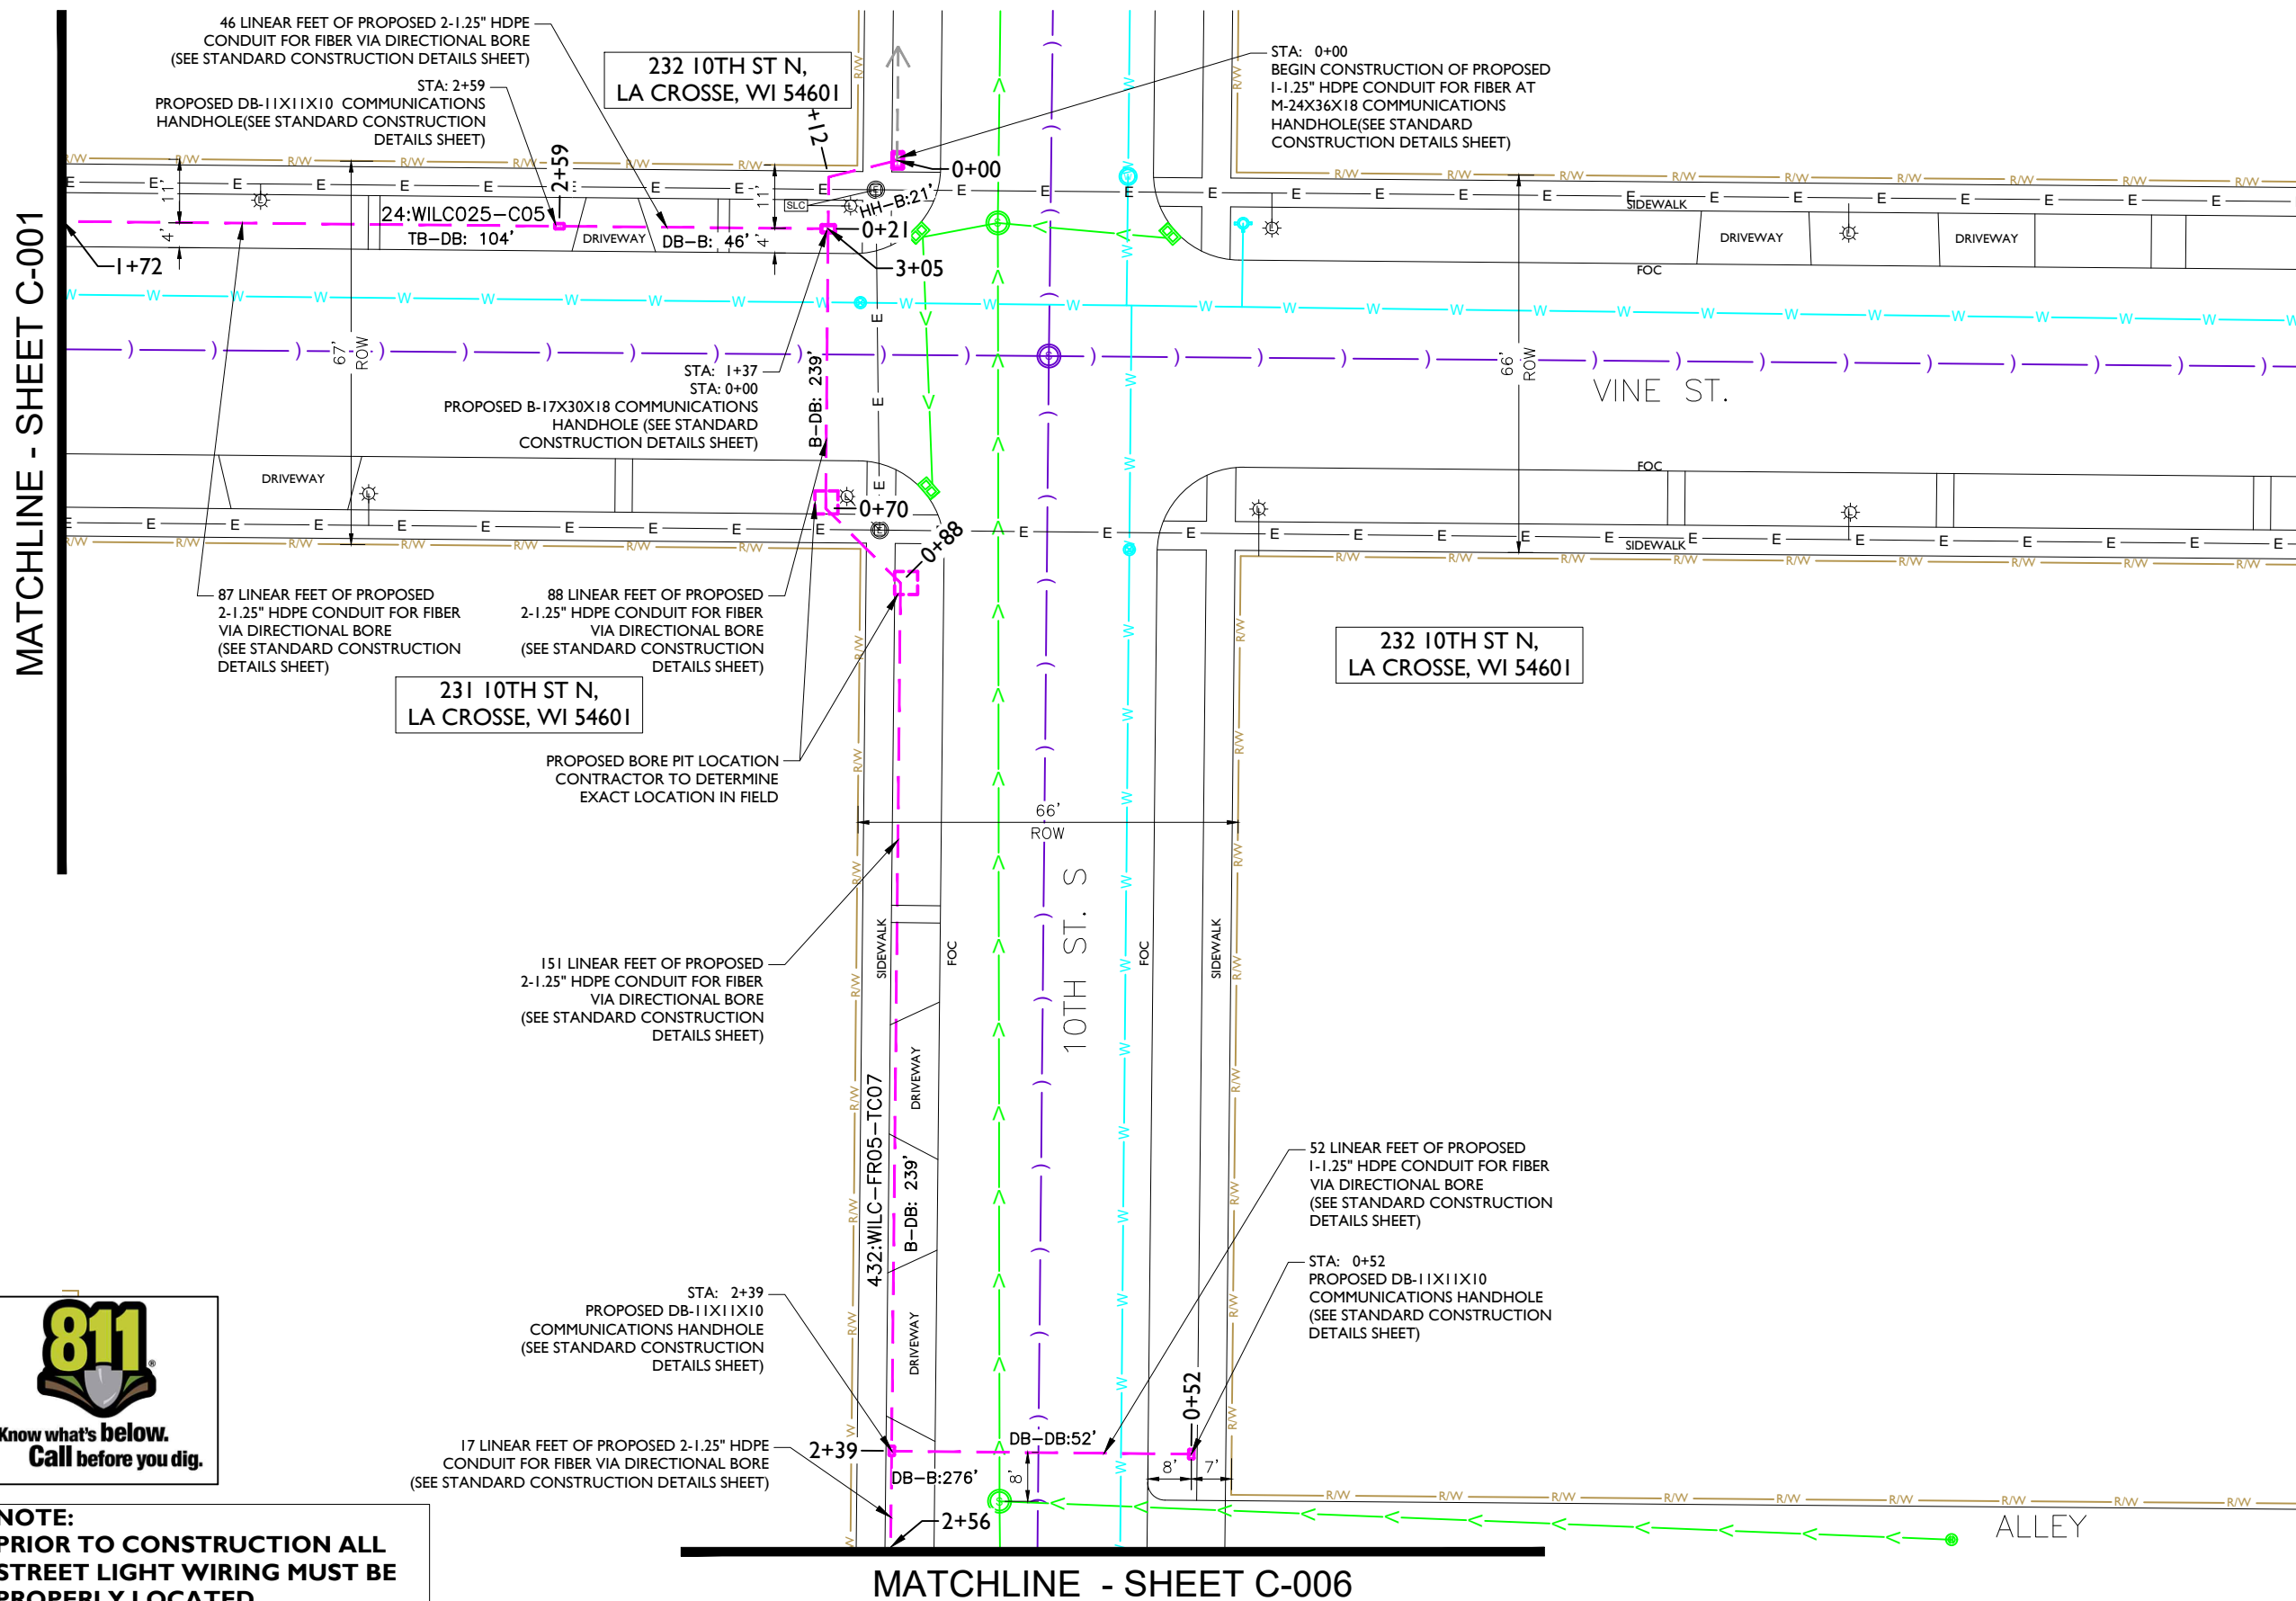 46 LINEAR FEET OF PROPOSED 2-1.25" HDPE
CONDUIT FOR FIBER VIA DIRECTIONAL BORE
(SEE STANDARD CONSTRUCTION DETAILS SHEET)
STA: 2+59
PROPOSED DB-11X11X10 COMMUNICATIONS
HANDHOLE(SEE STANDARD CONSTRUCTION
DETAILS SHEET)
232 10TH ST N,
LA CROSSE, WI 54601
STA: 0+00
BEGIN CONSTRUCTION OF PROPOSED
1-1.25" HDPE CONDUIT FOR FIBER AT
M-24X36X18 COMMUNICATIONS
HANDHOLE(SEE STANDARD
CONSTRUCTION DETAILS SHEET)
MATCHLINE - SHEET C-001
2+59
11'
4'
24:WILC025-C05
TB-DB: 104'
DRIVEWAY
DB-B: 46'
11'
4'
SLC
HH-B:21'
0+00
0+21
3+05
1+72
SIDEWALK
DRIVEWAY
DRIVEWAY
FOC
67'
ROW
66'
ROW
VINE ST.
STA: 1+37
STA: 0+00
PROPOSED B-17X30X18 COMMUNICATIONS
HANDHOLE (SEE STANDARD
CONSTRUCTION DETAILS SHEET)
B-DB: 239'
DRIVEWAY
0+70
0+88
FOC
SIDEWALK
87 LINEAR FEET OF PROPOSED
2-1.25" HDPE CONDUIT FOR FIBER
VIA DIRECTIONAL BORE
(SEE STANDARD CONSTRUCTION
DETAILS SHEET)
88 LINEAR FEET OF PROPOSED
2-1.25" HDPE CONDUIT FOR FIBER
VIA DIRECTIONAL BORE
(SEE STANDARD CONSTRUCTION
DETAILS SHEET)
231 10TH ST N,
LA CROSSE, WI 54601
232 10TH ST N,
LA CROSSE, WI 54601
PROPOSED BORE PIT LOCATION
CONTRACTOR TO DETERMINE
EXACT LOCATION IN FIELD
66'
ROW
10TH ST. S
SIDEWALK
FOC
FOC
SIDEWALK
151 LINEAR FEET OF PROPOSED
2-1.25" HDPE CONDUIT FOR FIBER
VIA DIRECTIONAL BORE
(SEE STANDARD CONSTRUCTION
DETAILS SHEET)
DRIVEWAY
432:WILC-FR05-TC07
B-DB: 239'
DRIVEWAY
52 LINEAR FEET OF PROPOSED
1-1.25" HDPE CONDUIT FOR FIBER
VIA DIRECTIONAL BORE
(SEE STANDARD CONSTRUCTION
DETAILS SHEET)
STA: 0+52
PROPOSED DB-11X11X10
COMMUNICATIONS HANDHOLE
(SEE STANDARD CONSTRUCTION
DETAILS SHEET)
STA: 2+39
PROPOSED DB-11X11X10
COMMUNICATIONS HANDHOLE
(SEE STANDARD CONSTRUCTION
DETAILS SHEET)
0+52
DB-DB:52'
2+39
DB-B:276'
8'
8'
7'
17 LINEAR FEET OF PROPOSED 2-1.25" HDPE
CONDUIT FOR FIBER VIA DIRECTIONAL BORE
(SEE STANDARD CONSTRUCTION DETAILS SHEET)
2+56
ALLEY
811
Know what's below.
Call before you dig.
NOTE:
PRIOR TO CONSTRUCTION ALL
STREET LIGHT WIRING MUST BE
PROPERLY LOCATED
MATCHLINE - SHEET C-006